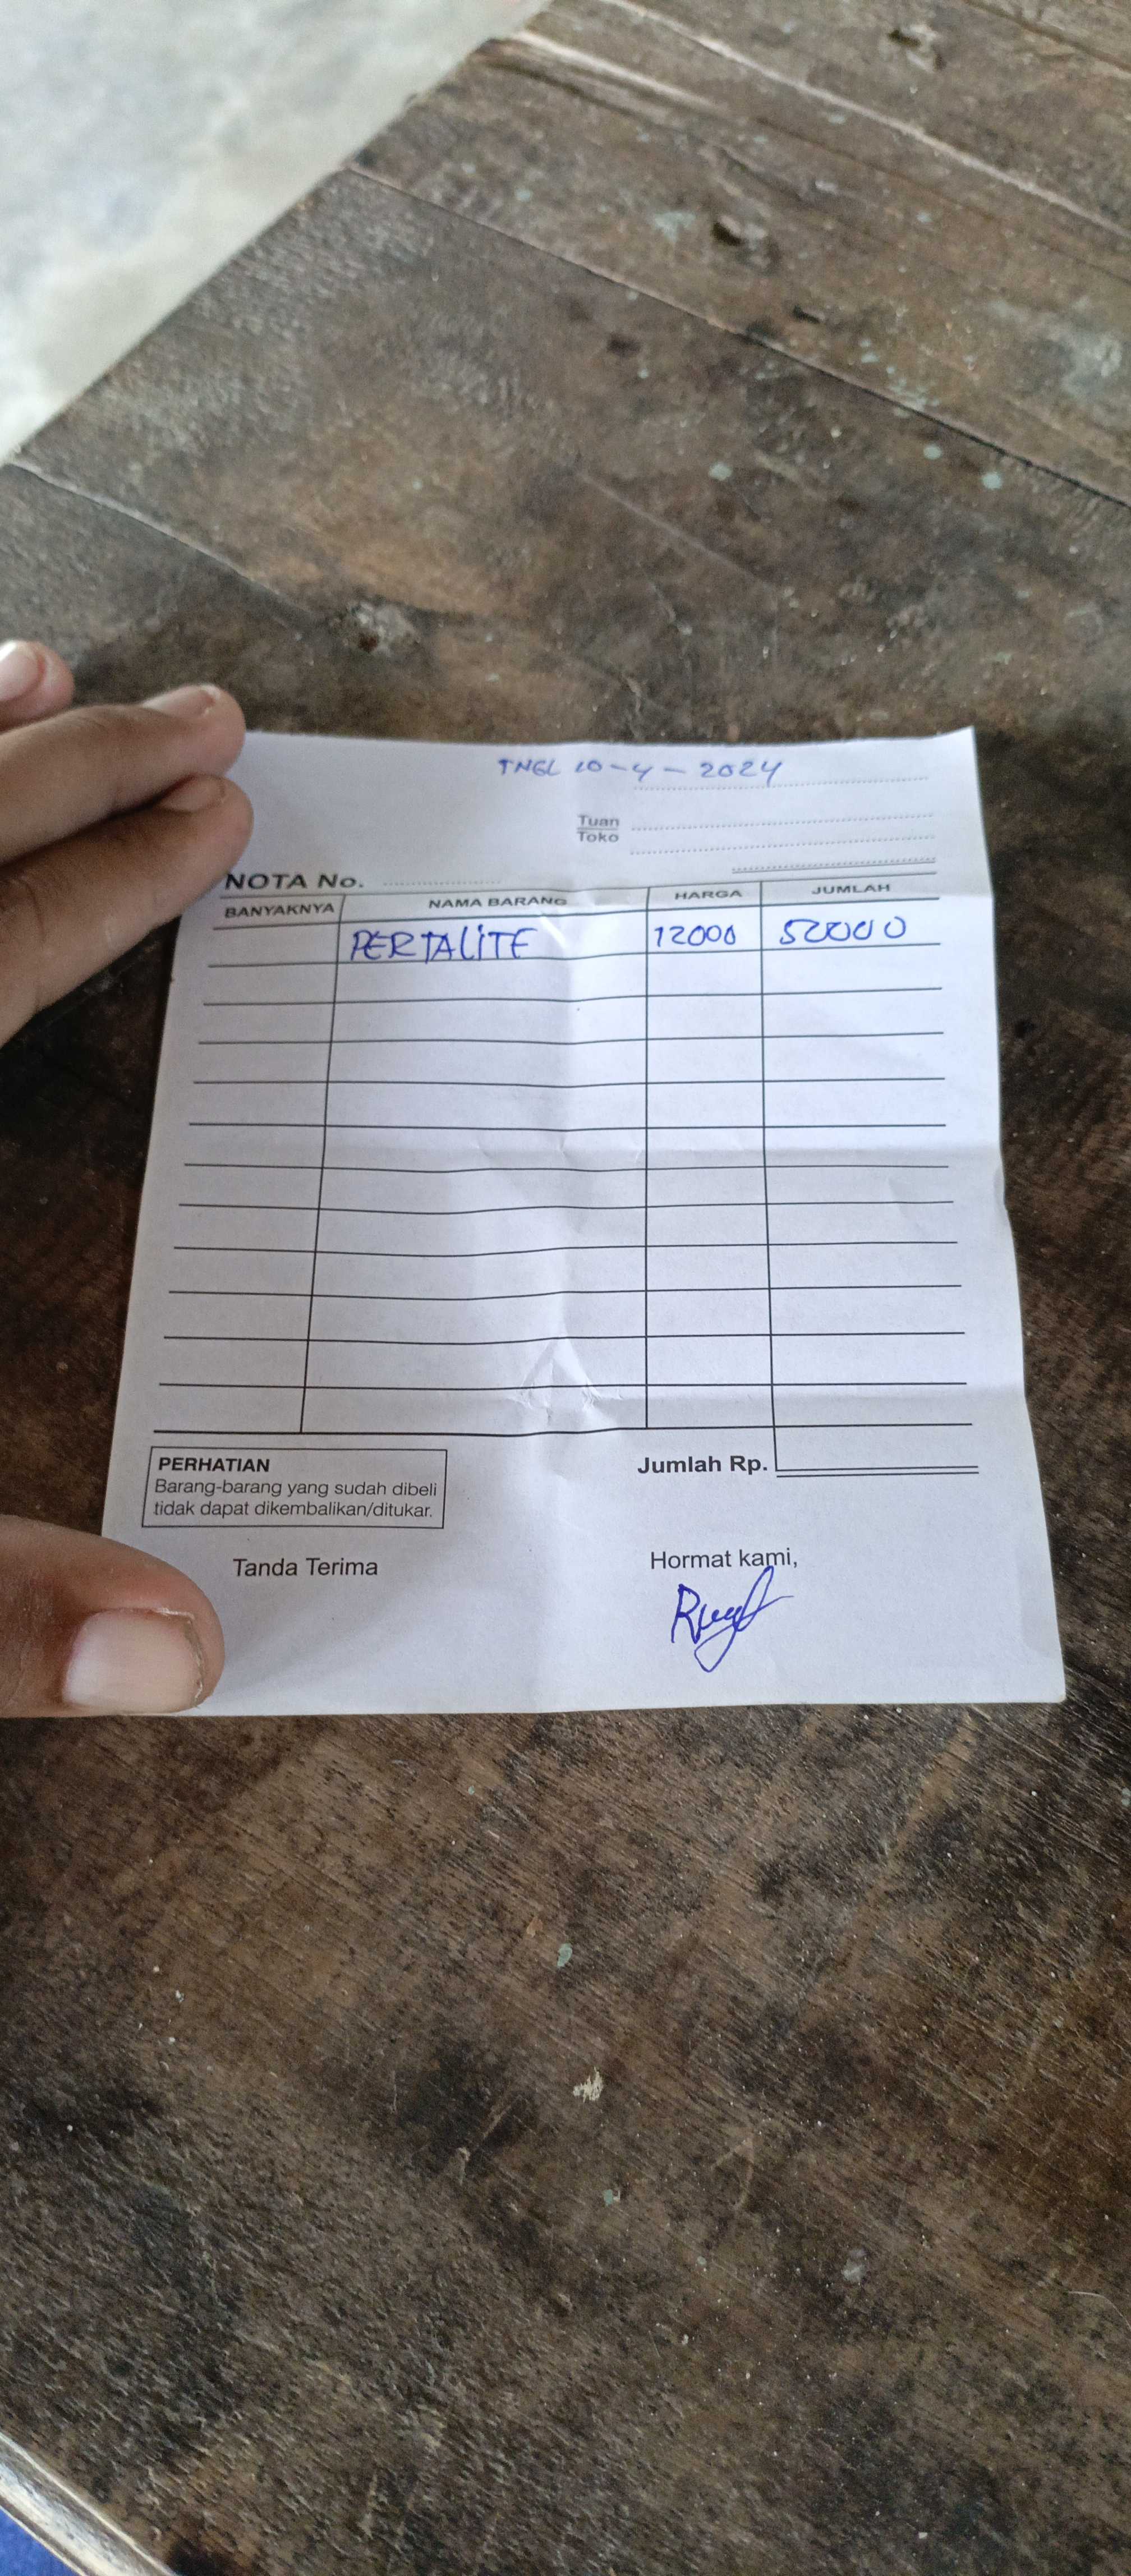 TNGL 10-4-2024
Tuan
Toko
NOTA No.
BANYAKNYA NAMA BARANG HARGA JUMLAH
PERTALITE 12000 50000
Jumlah Rp.
PERHATIAN
Barang-barang yang sudah dibeli
tidak dapat dikembalikan/ditukar.
Tanda Terima Hormat kami,